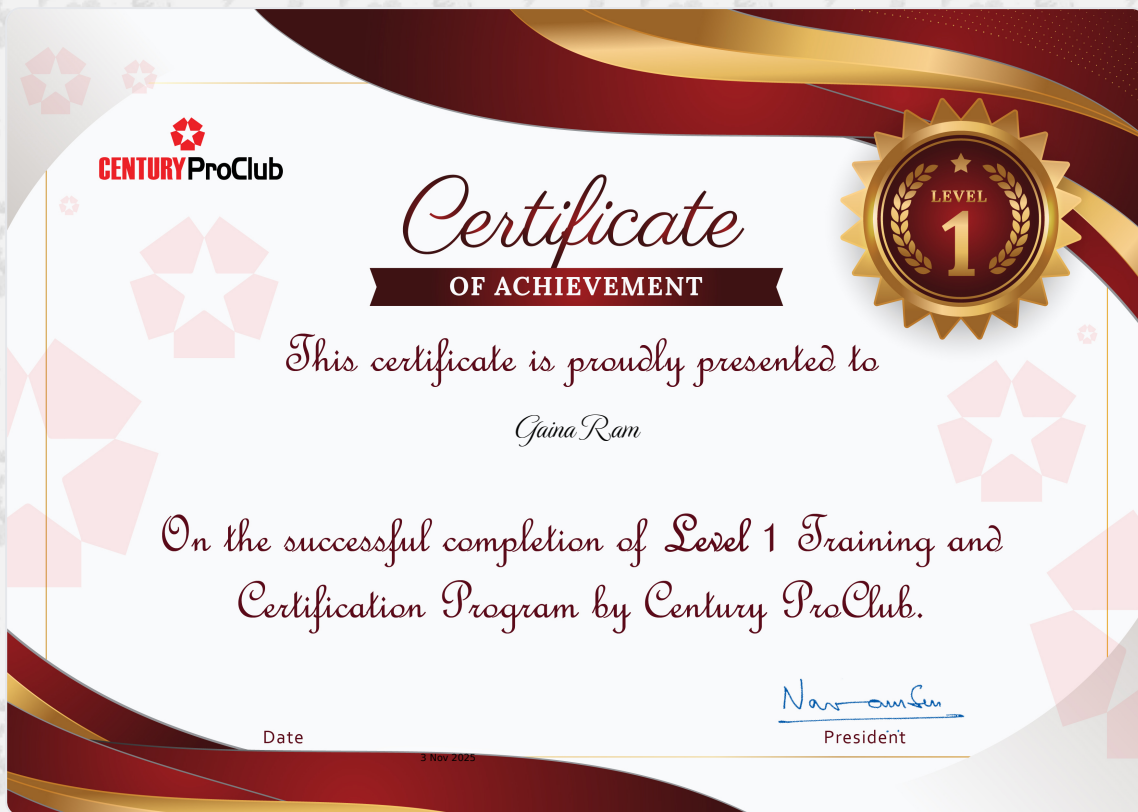 CENTURY ProClub
LEVEL
1
Certificate
OF ACHIEVEMENT
This certificate is proudly presented to
Gaina Ram
On the successful completion of Level 1 Training and
Certification Program by Century ProClub.
Date
3 Nov 2025
President